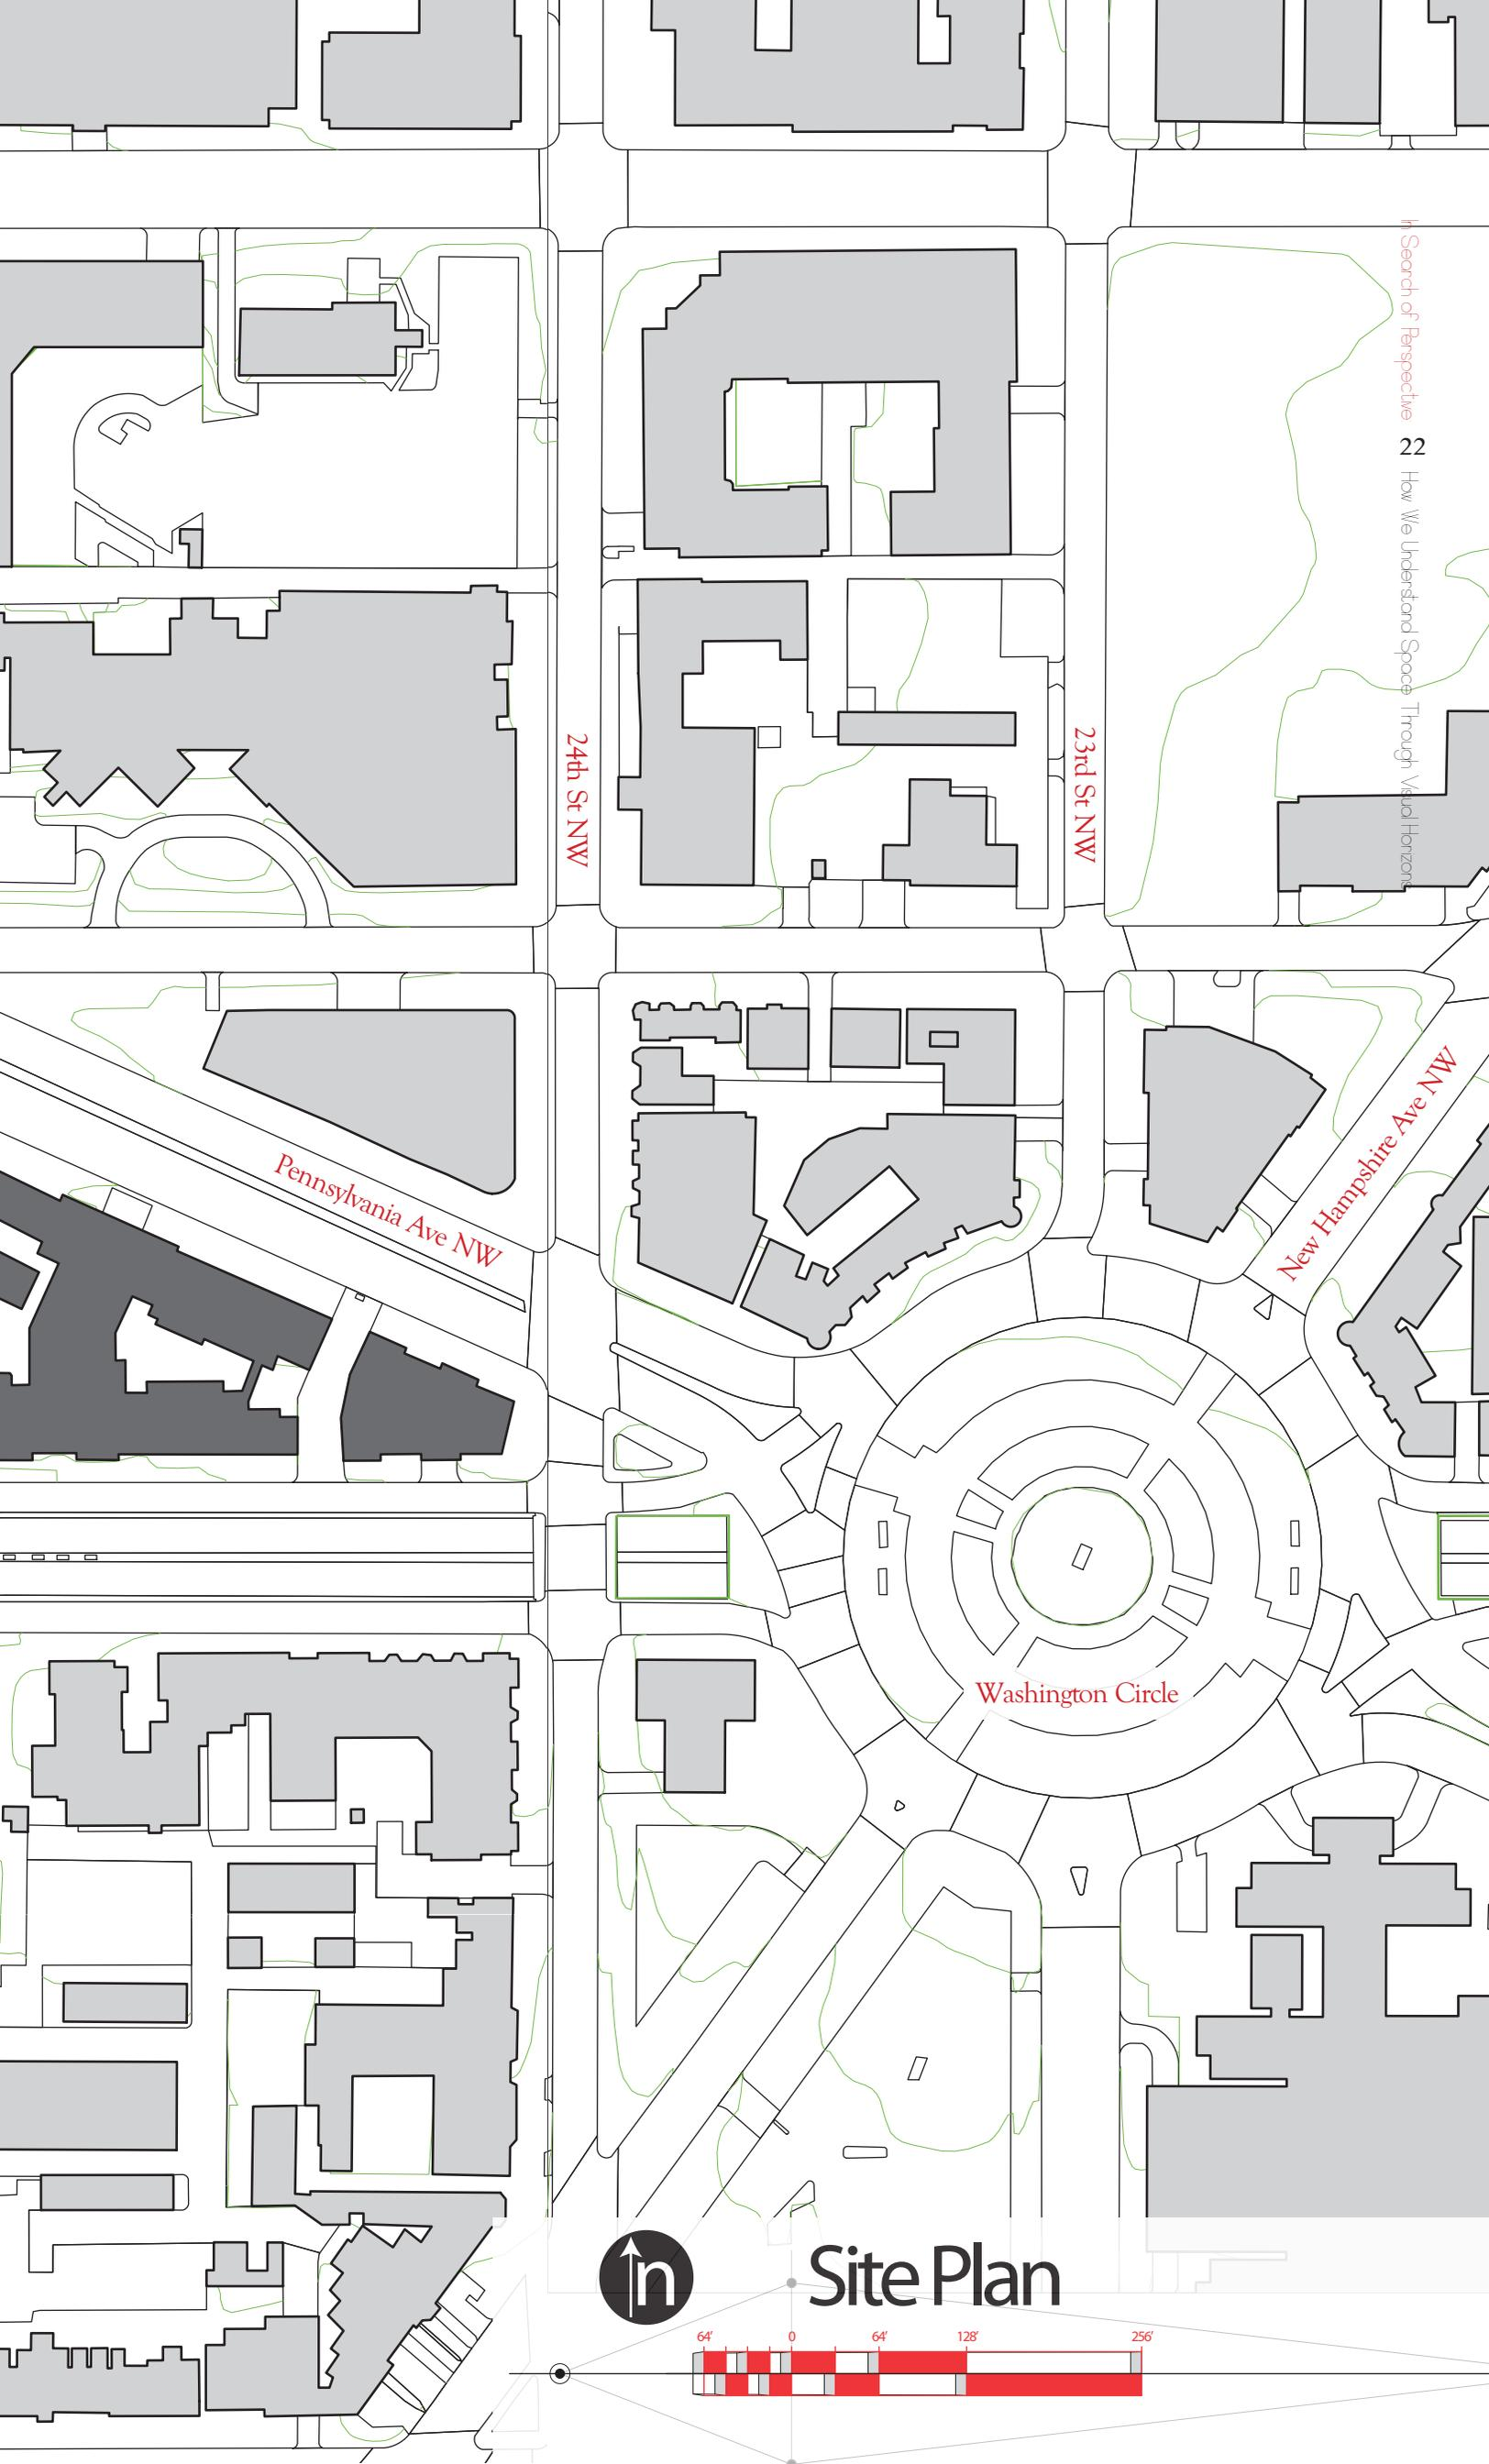 In Search of Perspective 22 How We Understand Space Through Visual Horizons
24th St NW
23rd St NW
Pennsylvania Ave NW
New Hampshire Ave NW
Washington Circle
n
Site Plan
64' 0 64' 128' 256'